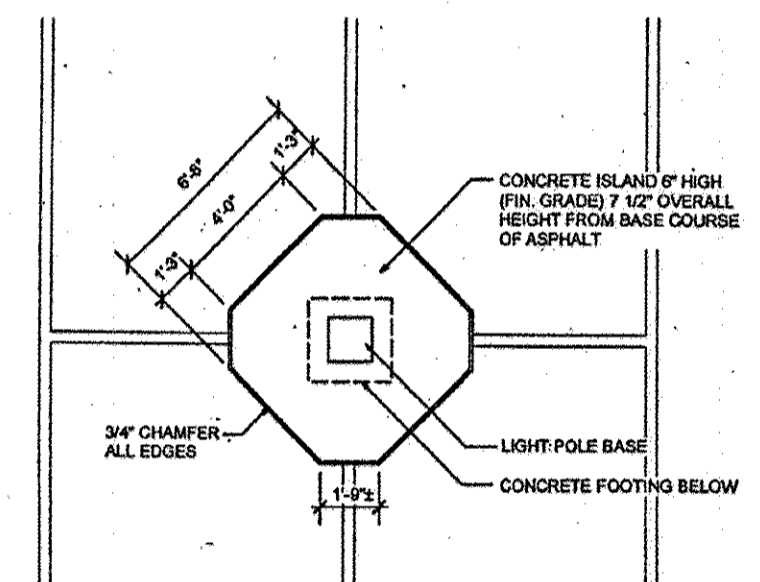 1'-3"
6'-6"
4'-0"
1'-3"
CONCRETE ISLAND 6" HIGH
(FIN. GRADE) 7 1/2" OVERALL
HEIGHT FROM BASE COURSE
OF ASPHALT
3/4" CHAMFER
ALL EDGES
LIGHT POLE BASE
CONCRETE FOOTING BELOW
1'-9"±